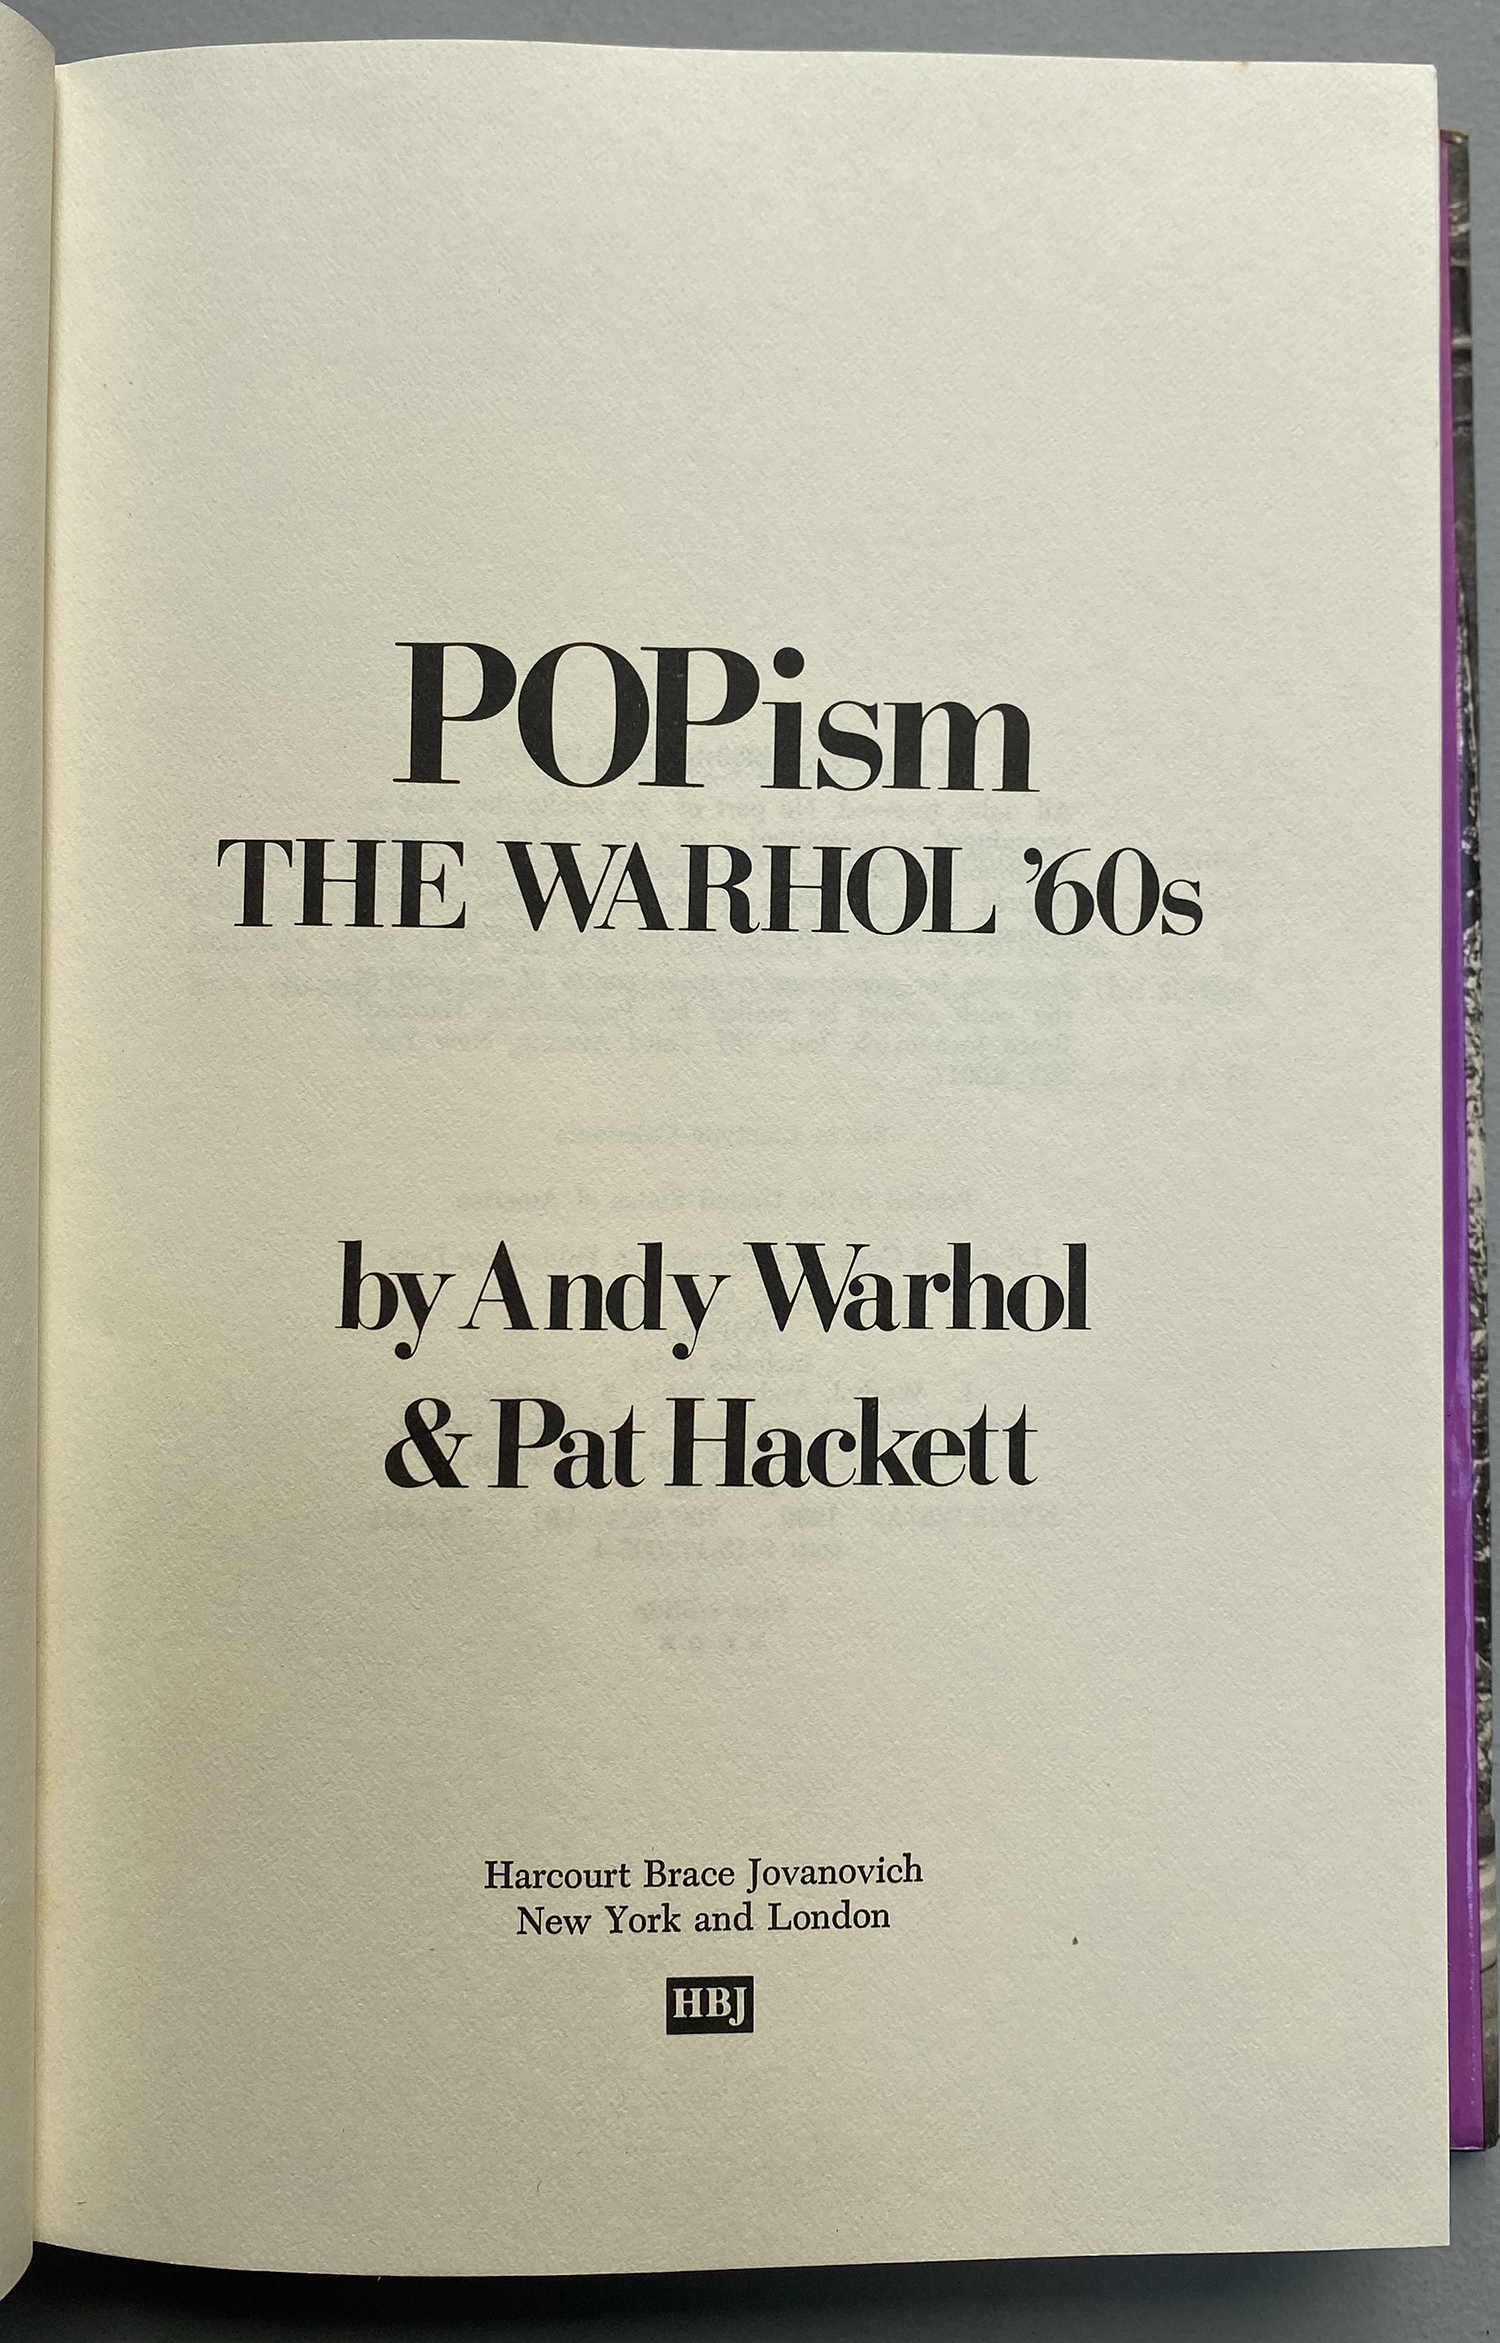 POPism
THE WARHOL ’60s
by Andy Warhol
& Pat Hackett
Harcourt Brace Jovanovich
New York and London
HBJ